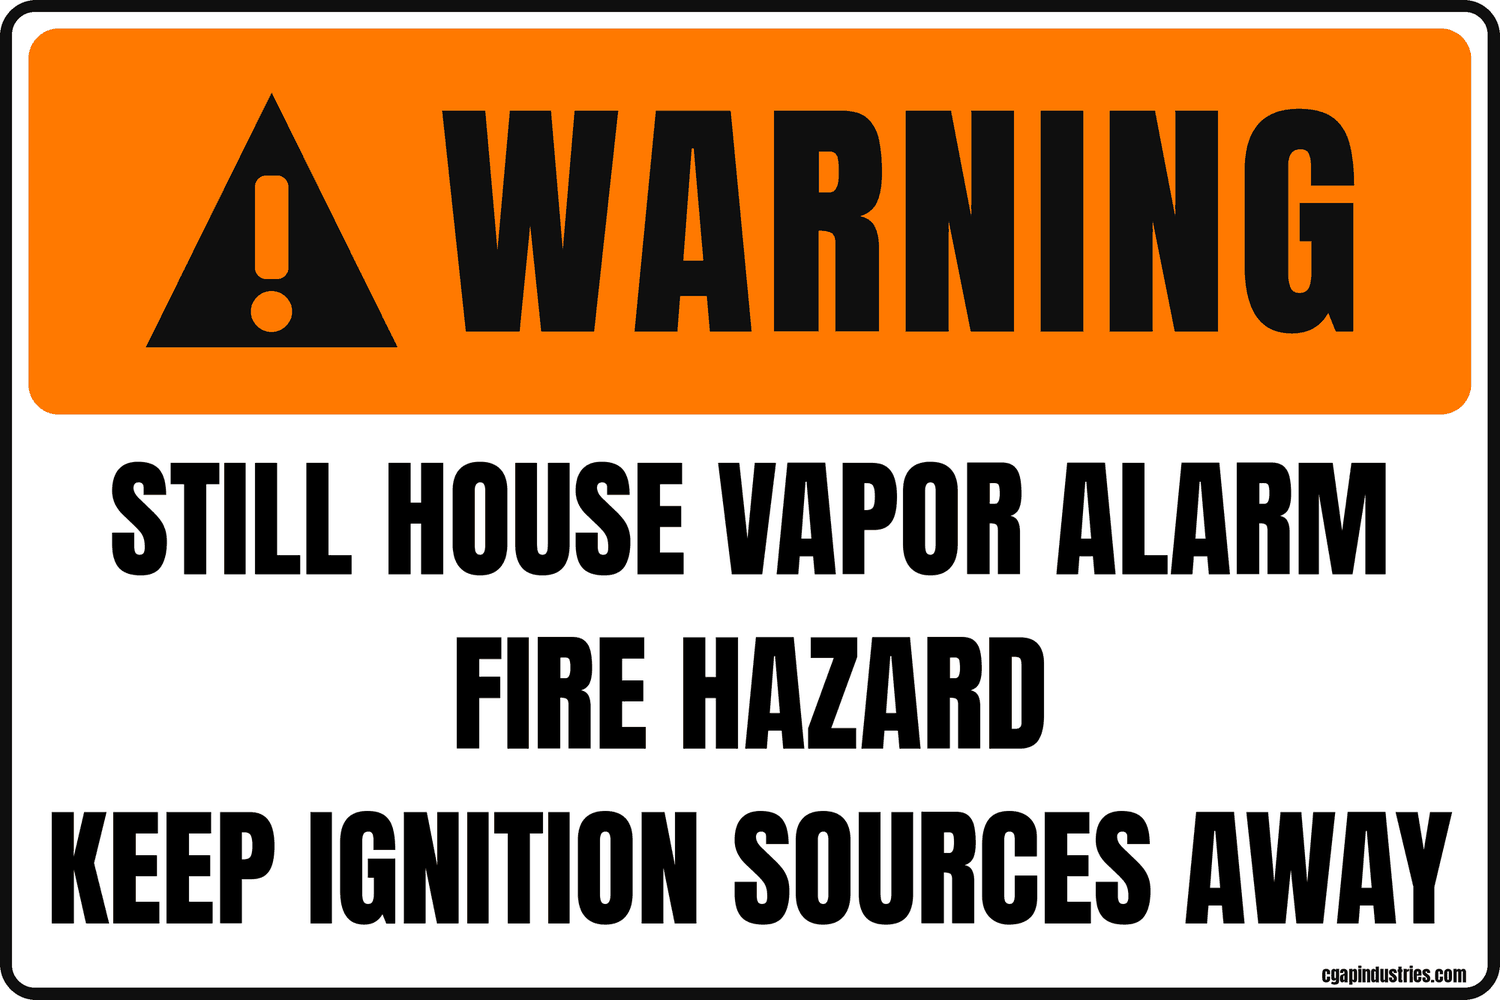 WARNING
STILL HOUSE VAPOR ALARM
FIRE HAZARD
KEEP IGNITION SOURCES AWAY
cgapindustries.com